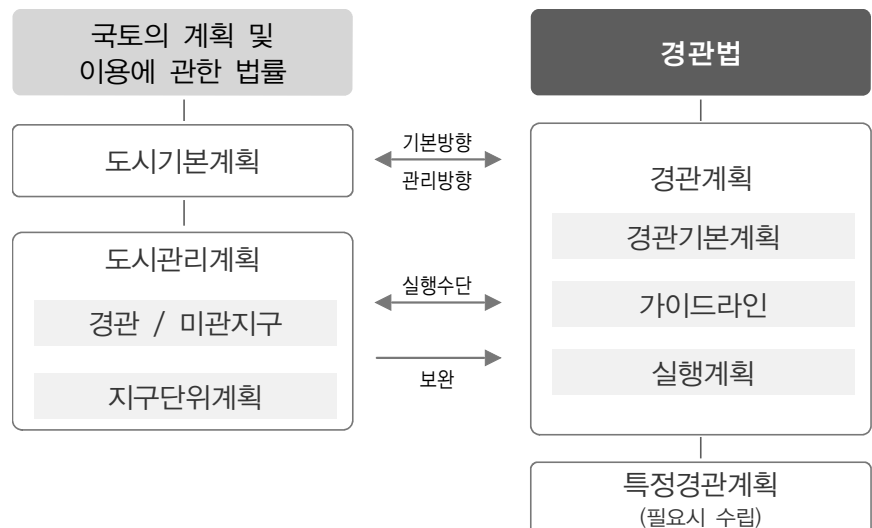 국토의 계획 및
이용에 관한 법률
경관법
도시기본계획
기본방향
관리방향
경관계획
경관기본계획
도시관리계획
실행수단
가이드라인
경관 / 미관지구
보완
실행계획
지구단위계획
특정경관계획
(필요시 수립)